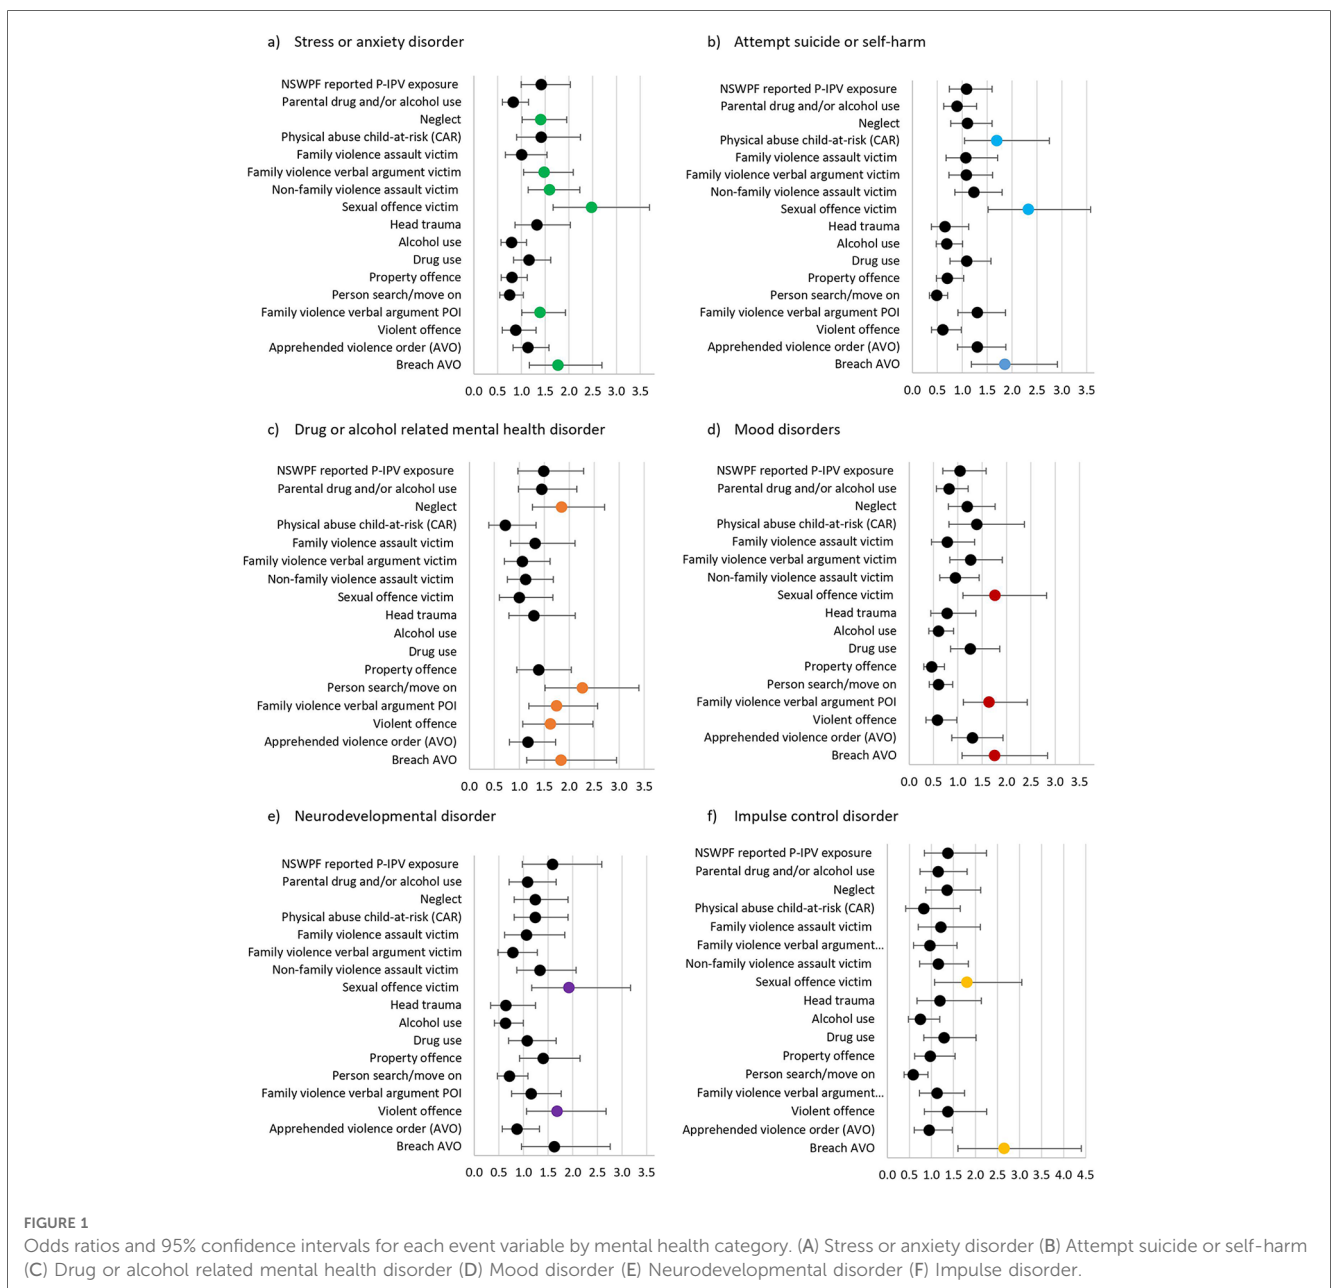 a) Stress or anxiety disorder
NSWPF reported P-IPV exposure
Parental drug and/or alcohol use
Neglect
Physical abuse child-at-risk (CAR)
Family violence assault victim
Family violence verbal argument victim
Non-family violence assault victim
Sexual offence victim
Head trauma
Alcohol use
Drug use
Property offence
Person search/move on
Family violence verbal argument POI
Violent offence
Apprehended violence order (AVO)
Breach AVO
0.0 0.5 1.0 1.5 2.0 2.5 3.0 3.5
b) Attempt suicide or self-harm
NSWPF reported P-IPV exposure
Parental drug and/or alcohol use
Neglect
Physical abuse child-at-risk (CAR)
Family violence assault victim
Family violence verbal argument victim
Non-family violence assault victim
Sexual offence victim
Head trauma
Alcohol use
Drug use
Property offence
Person search/move on
Family violence verbal argument POI
Violent offence
Apprehended violence order (AVO)
Breach AVO
0.0 0.5 1.0 1.5 2.0 2.5 3.0 3.5
c) Drug or alcohol related mental health disorder
NSWPF reported P-IPV exposure
Parental drug and/or alcohol use
Neglect
Physical abuse child-at-risk (CAR)
Family violence assault victim
Family violence verbal argument victim
Non-family violence assault victim
Sexual offence victim
Head trauma
Alcohol use
Drug use
Property offence
Person search/move on
Family violence verbal argument POI
Violent offence
Apprehended violence order (AVO)
Breach AVO
0.0 0.5 1.0 1.5 2.0 2.5 3.0 3.5
d) Mood disorders
NSWPF reported P-IPV exposure
Parental drug and/or alcohol use
Neglect
Physical abuse child-at-risk (CAR)
Family violence assault victim
Family violence verbal argument victim
Non-family violence assault victim
Sexual offence victim
Head trauma
Alcohol use
Drug use
Property offence
Person search/move on
Family violence verbal argument POI
Violent offence
Apprehended violence order (AVO)
Breach AVO
0.0 0.5 1.0 1.5 2.0 2.5 3.0 3.5
e) Neurodevelopmental disorder
NSWPF reported P-IPV exposure
Parental drug and/or alcohol use
Neglect
Physical abuse child-at-risk (CAR)
Family violence assault victim
Family violence verbal argument victim
Non-family violence assault victim
Sexual offence victim
Head trauma
Alcohol use
Drug use
Property offence
Person search/move on
Family violence verbal argument POI
Violent offence
Apprehended violence order (AVO)
Breach AVO
0.0 0.5 1.0 1.5 2.0 2.5 3.0 3.5
f) Impulse control disorder
NSWPF reported P-IPV exposure
Parental drug and/or alcohol use
Neglect
Physical abuse child-at-risk (CAR)
Family violence assault victim
Family violence verbal argument...
Non-family violence assault victim
Sexual offence victim
Head trauma
Alcohol use
Drug use
Property offence
Person search/move on
Family violence verbal argument...
Violent offence
Apprehended violence order (AVO)
Breach AVO
0.0 0.5 1.0 1.5 2.0 2.5 3.0 3.5 4.0 4.5
FIGURE 1
Odds ratios and 95% confidence intervals for each event variable by mental health category. (A) Stress or anxiety disorder (B) Attempt suicide or self-harm
(C) Drug or alcohol related mental health disorder (D) Mood disorder (E) Neurodevelopmental disorder (F) Impulse disorder.